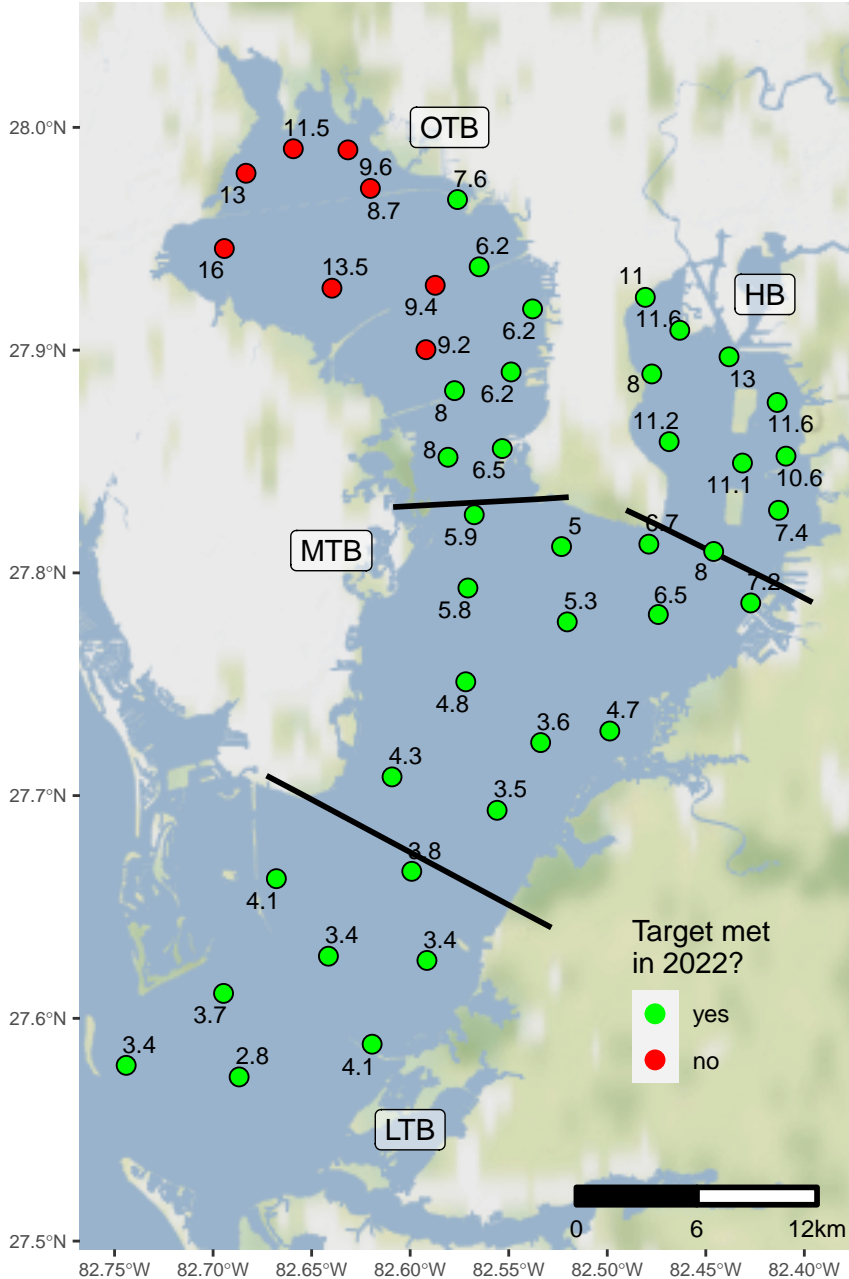 28.0°N
27.9°N
27.8°N
27.7°N
27.6°N
27.5°N
OTB
11.5
9.6
13
8.7
7.6
16
13.5
9.4
6.2
6.2
9.2
8
6.2
8
6.5
HB
11
11.6
13
8
11.6
11.2
11.1
10.6
7.4
MTB
5.9
5
6.7
8
7.2
5.8
5.3
6.5
4.8
3.6
4.7
4.3
3.5
3.8
4.1
3.4
3.4
3.7
3.4
2.8
4.1
LTB
Target met
in 2022?
yes
no
0 6 12km
82.75°W 82.70°W 82.65°W 82.60°W 82.55°W 82.50°W 82.45°W 82.40°W